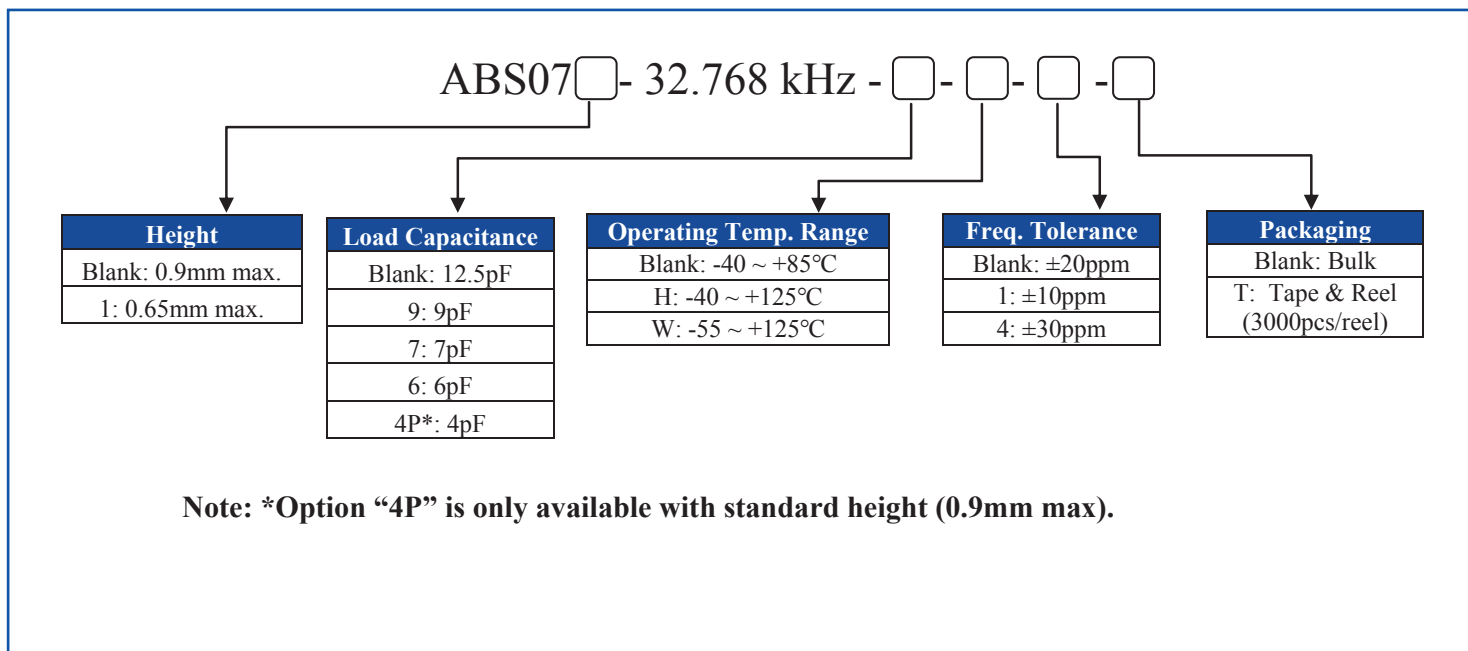 ABS07 - 32.768 kHz - - - -
Height
Blank: 0.9mm max.
1: 0.65mm max.
Load Capacitance
Blank: 12.5pF
9: 9pF
7: 7pF
6: 6pF
4P*: 4pF
Operating Temp. Range
Blank: -40 ~ +85℃
H: -40 ~ +125℃
W: -55 ~ +125℃
Freq. Tolerance
Blank: ±20ppm
1: ±10ppm
4: ±30ppm
Packaging
Blank: Bulk
T: Tape & Reel
(3000pcs/reel)
Note: *Option “4P” is only available with standard height (0.9mm max).